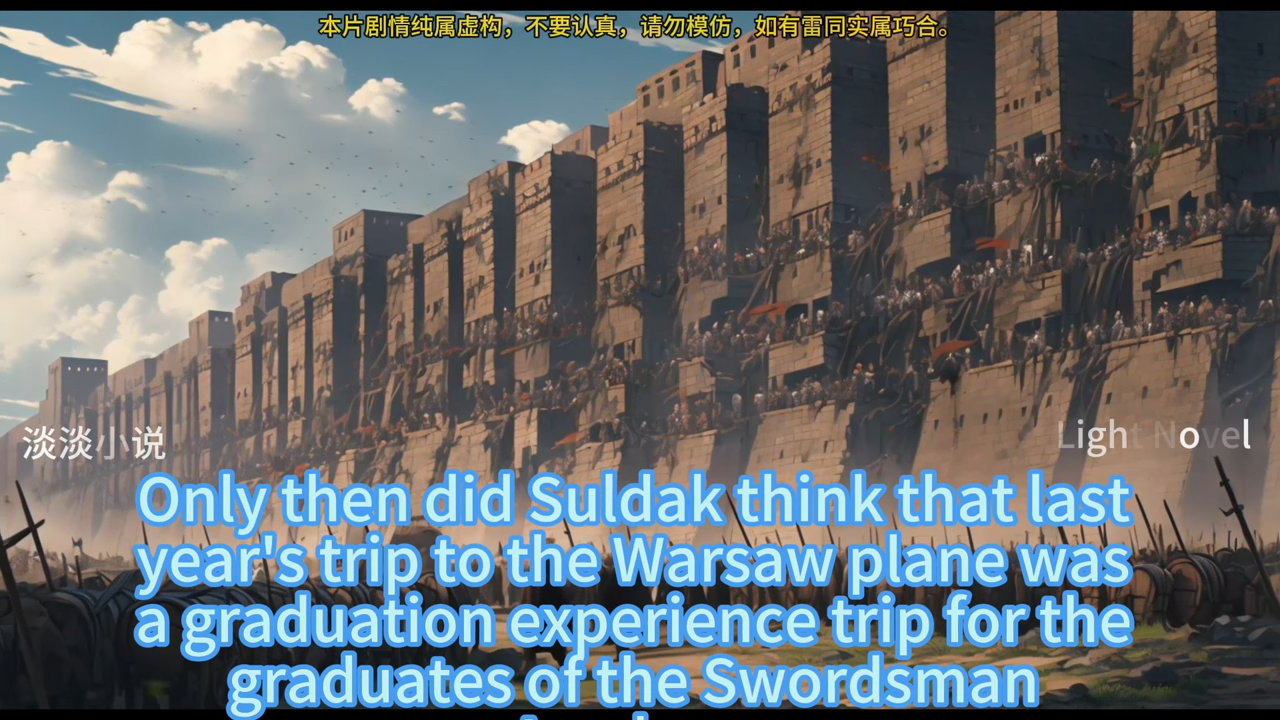 本片剧情纯属虚构，不要认真，请勿模仿，如有雷同实属巧合。
淡淡小说
Light Novel
Only then did Suldak think that last
year's trip to the Warsaw plane was
a graduation experience trip for the
graduates of the Swordsman